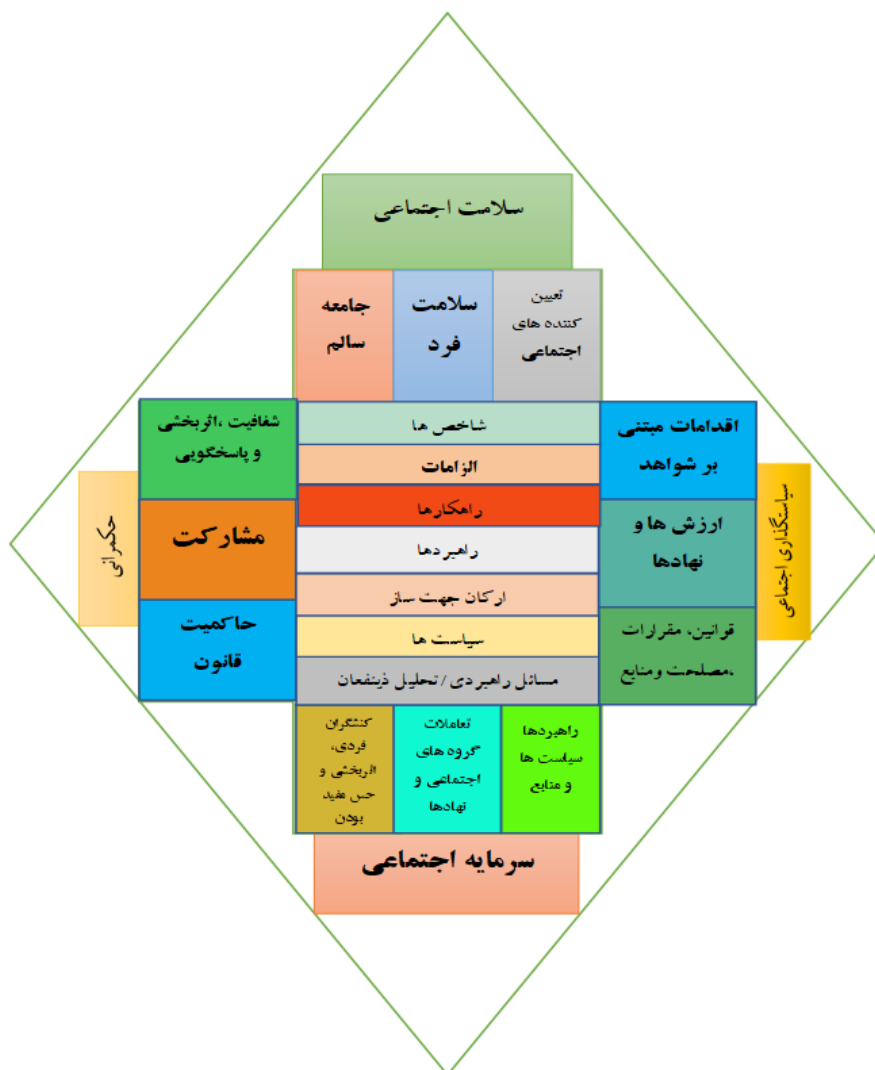 سلامت اجتماعی
جامعه
سالم
سلامت
فرد
تعیین
کننده های
اجتماعی
شفافیت ،اثربخشی
و پاسخگویی
مشارکت
حاکمیت
قانون
حکمرانی
شاخص ها
الزامات
راهکارها
راهبردها
ارکان جهت ساز
سیاست ها
مسائل راهبردی / تحلیل ذینفعان
اقدامات مبتنی
بر شواهد
ارزش ها و
نهادها
قوانین، مقرارات
،مصلحت ومنابع
سیاستگذاری اجتماعی
کنشگران
فردی،
اثربخشی و
حس مفید
بودن
تعاملات
گروه های
اجتماعی و
نهادها
راهبردها
سیاست ها
و منابع
سرمایه اجتماعی